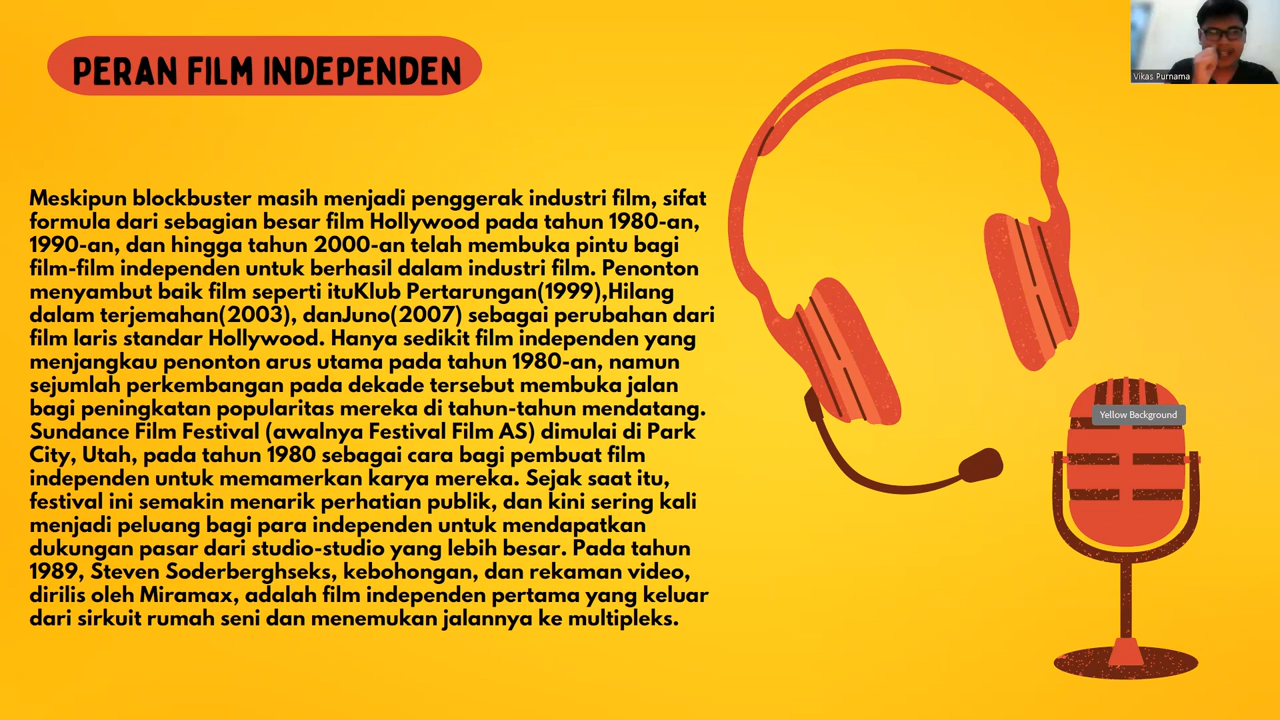 PERAN FILM INDEPENDEN
Vikas Purnama
Meskipun blockbuster masih menjadi penggerak industri film, sifat
formula dari sebagian besar film Hollywood pada tahun 1980-an,
1990-an, dan hingga tahun 2000-an telah membuka pintu bagi
film-film independen untuk berhasil dalam industri film. Penonton
menyambut baik film seperti ituKlub Pertarungan(1999),Hilang
dalam terjemahan(2003), danJuno(2007) sebagai perubahan dari
film laris standar Hollywood. Hanya sedikit film independen yang
menjangkau penonton arus utama pada tahun 1980-an, namun
sejumlah perkembangan pada dekade tersebut membuka jalan
bagi peningkatan popularitas mereka di tahun-tahun mendatang.
Sundance Film Festival (awalnya Festival Film AS) dimulai di Park
City, Utah, pada tahun 1980 sebagai cara bagi pembuat film
independen untuk memamerkan karya mereka. Sejak saat itu,
festival ini semakin menarik perhatian publik, dan kini sering kali
menjadi peluang bagi para independen untuk mendapatkan
dukungan pasar dari studio-studio yang lebih besar. Pada tahun
1989, Steven Soderberghseks, kebohongan, dan rekaman video,
dirilis oleh Miramax, adalah film independen pertama yang keluar
dari sirkuit rumah seni dan menemukan jalannya ke multipleks.
Yellow Background